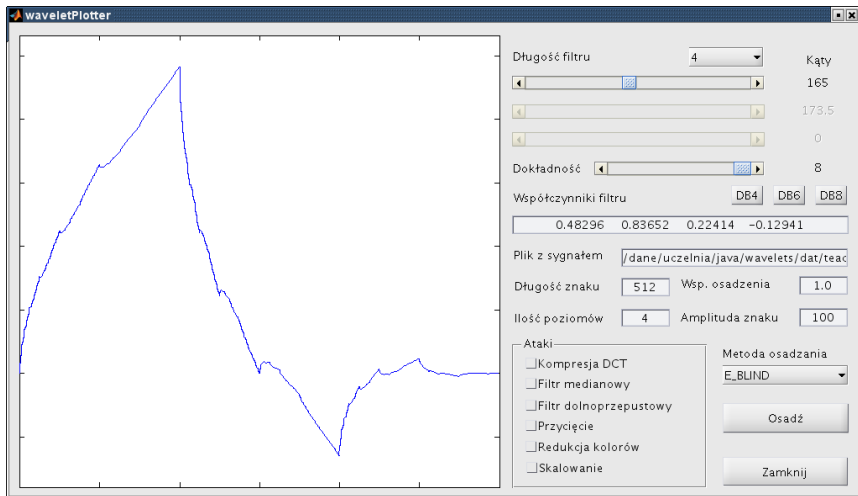 waveletPlotter
Długość filtru 4 Kąty
165
173.5
0
Dokładność 8
Współczynniki filtru DB4 DB6 DB8
0.48296 0.83652 0.22414 -0.12941
Plik z sygnałem /dane/uczelnia/java/wavelets/dat/teac
Długość znaku 512 Wsp. osadzenia 1.0
Ilość poziomów 4 Amplituda znaku 100
Ataki
Kompresja DCT
Filtr medianowy
Filtr dolnoprzepustowy
Przycięcie
Redukcja kolorów
Skalowanie
Metoda osadzania
E_BLIND
Osadź
Zamknij